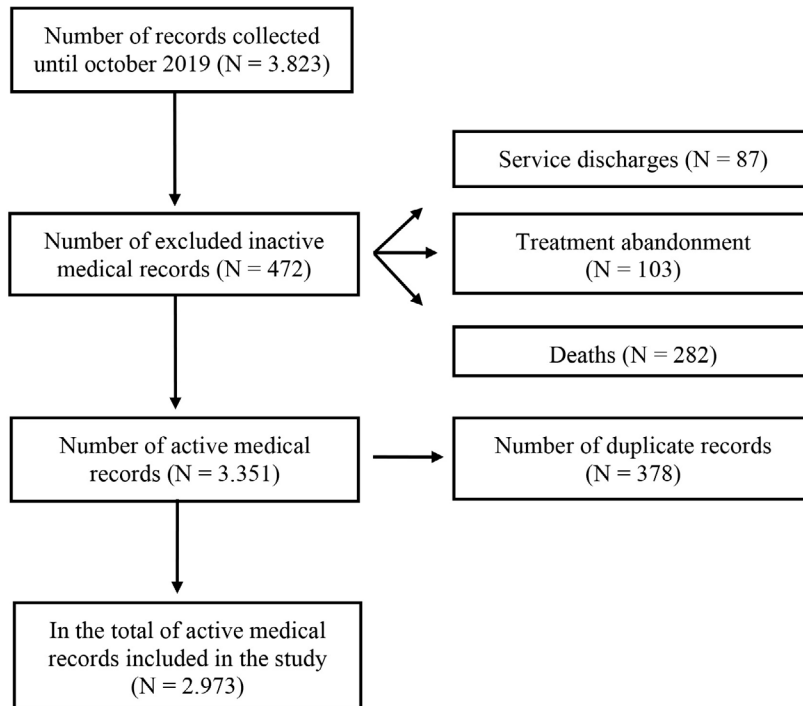 Number of records collected
until october 2019 (N = 3.823)
Service discharges (N = 87)
Number of excluded inactive
medical records (N = 472)
Treatment abandonment
(N = 103)
Deaths (N = 282)
Number of active medical
records (N = 3.351)
Number of duplicate records
(N = 378)
In the total of active medical
records included in the study
(N = 2.973)